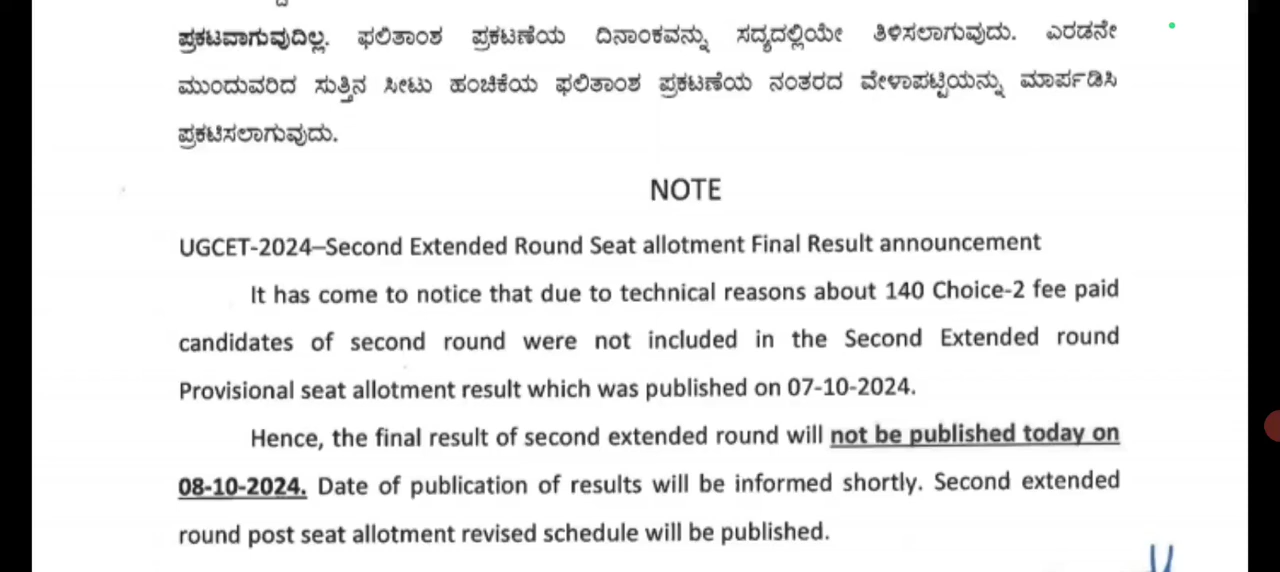 ಪ್ರಕಟವಾಗುವುದಿಲ್ಲ. ಫಲಿತಾಂಶ ಪ್ರಕಟಣೆಯ ದಿನಾಂಕವನ್ನು ಸದ್ಯದಲ್ಲಿಯೇ ತಿಳಿಸಲಾಗುವುದು. ಎರಡನೇ
ಮುಂದುವರಿದ ಸುತ್ತಿನ ಸೀಟು ಹಂಚಿಕೆಯ ಫಲಿತಾಂಶ ಪ್ರಕಟಣೆಯ ನಂತರದ ವೇಳಾಪಟ್ಟಿಯನ್ನು ಮಾರ್ಪಡಿಸಿ
ಪ್ರಕಟಿಸಲಾಗುವುದು.
NOTE
UGCET-2024–Second Extended Round Seat allotment Final Result announcement
It has come to notice that due to technical reasons about 140 Choice-2 fee paid
candidates of second round were not included in the Second Extended round
Provisional seat allotment result which was published on 07-10-2024.
Hence, the final result of second extended round will not be published today on
08-10-2024. Date of publication of results will be informed shortly. Second extended
round post seat allotment revised schedule will be published.